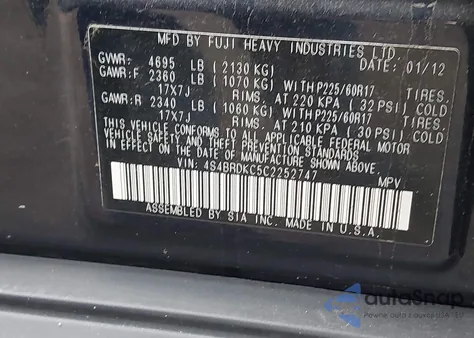 MFD BY FUJI HEAVY INDUSTRIES LTD.
GVWR: 4695 LB ( 2130 KG) DATE: 01/12
GAWR:F 2360 LB ( 1070 KG) WITH P225/60R17 TIRES.
17X7J RIMS. AT 220 KPA ( 32 PSI) COLD
GAWR:R 2340 LB ( 1060 KG) WITH P225/60R17 TIRES.
17X7J RIMS. AT 210 KPA ( 30 PSI) COLD
THIS VEHICLE CONFORMS TO ALL APPLICABLE FEDERAL MOTOR
VEHICLE SAFETY AND THEFT PREVENTION STANDARDS
IN EFFECT ON THE DATE OF MANUFACTURE SHOWN ABOVE.
VIN: 4S4BRDKC5C2252747 MPV
ASSEMBLED BY SIA INC. MADE IN U.S.A.
autoSnap